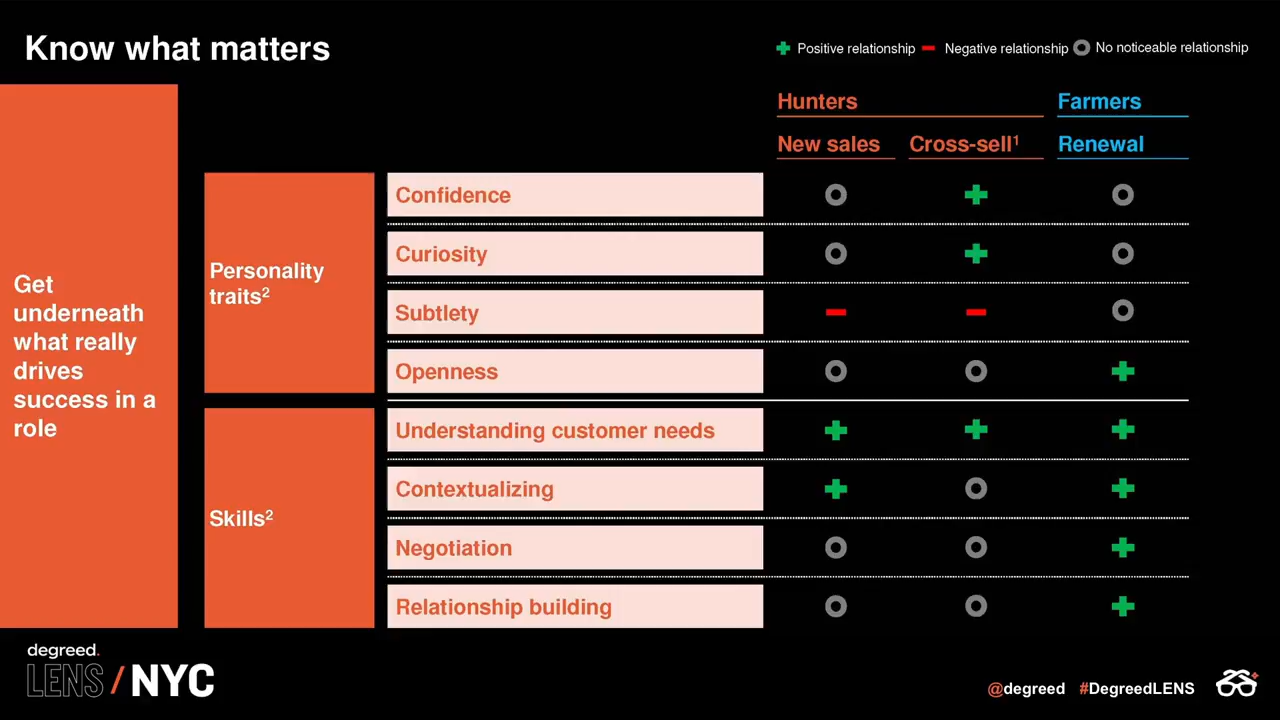 Know what matters
Positive relationship
Negative relationship
No noticeable relationship
Hunters
Farmers
New sales
Cross-sell¹
Renewal
Get
underneath
what really
drives
success in a
role
Personality
traits²
Confidence
Curiosity
Subtlety
Openness
Skills²
Understanding customer needs
Contextualizing
Negotiation
Relationship building
degreed.
LENS / NYC
@degreed #DegreedLENS